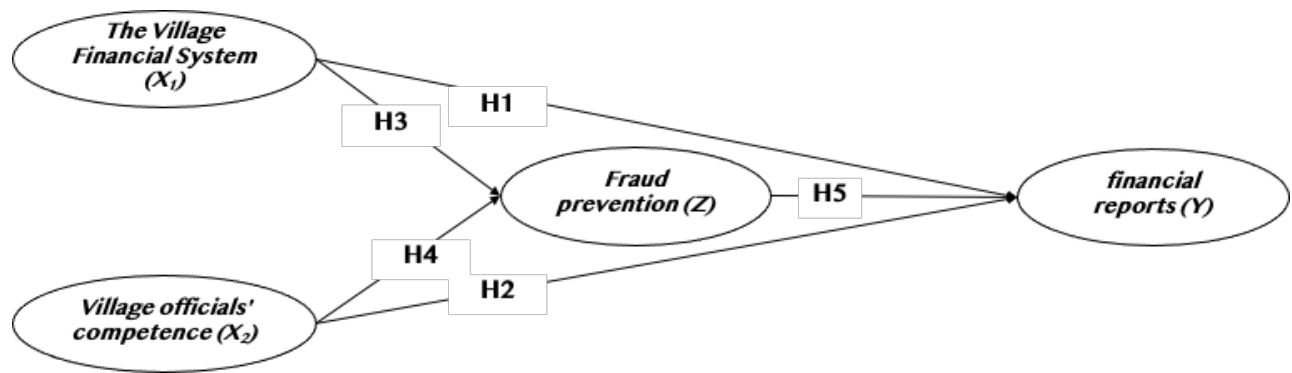 The Village
Financial System
(X₁)
H1
H3
Fraud
prevention (Z)
H5
financial
reports (Y)
H4
H2
Village officials'
competence (X₂)